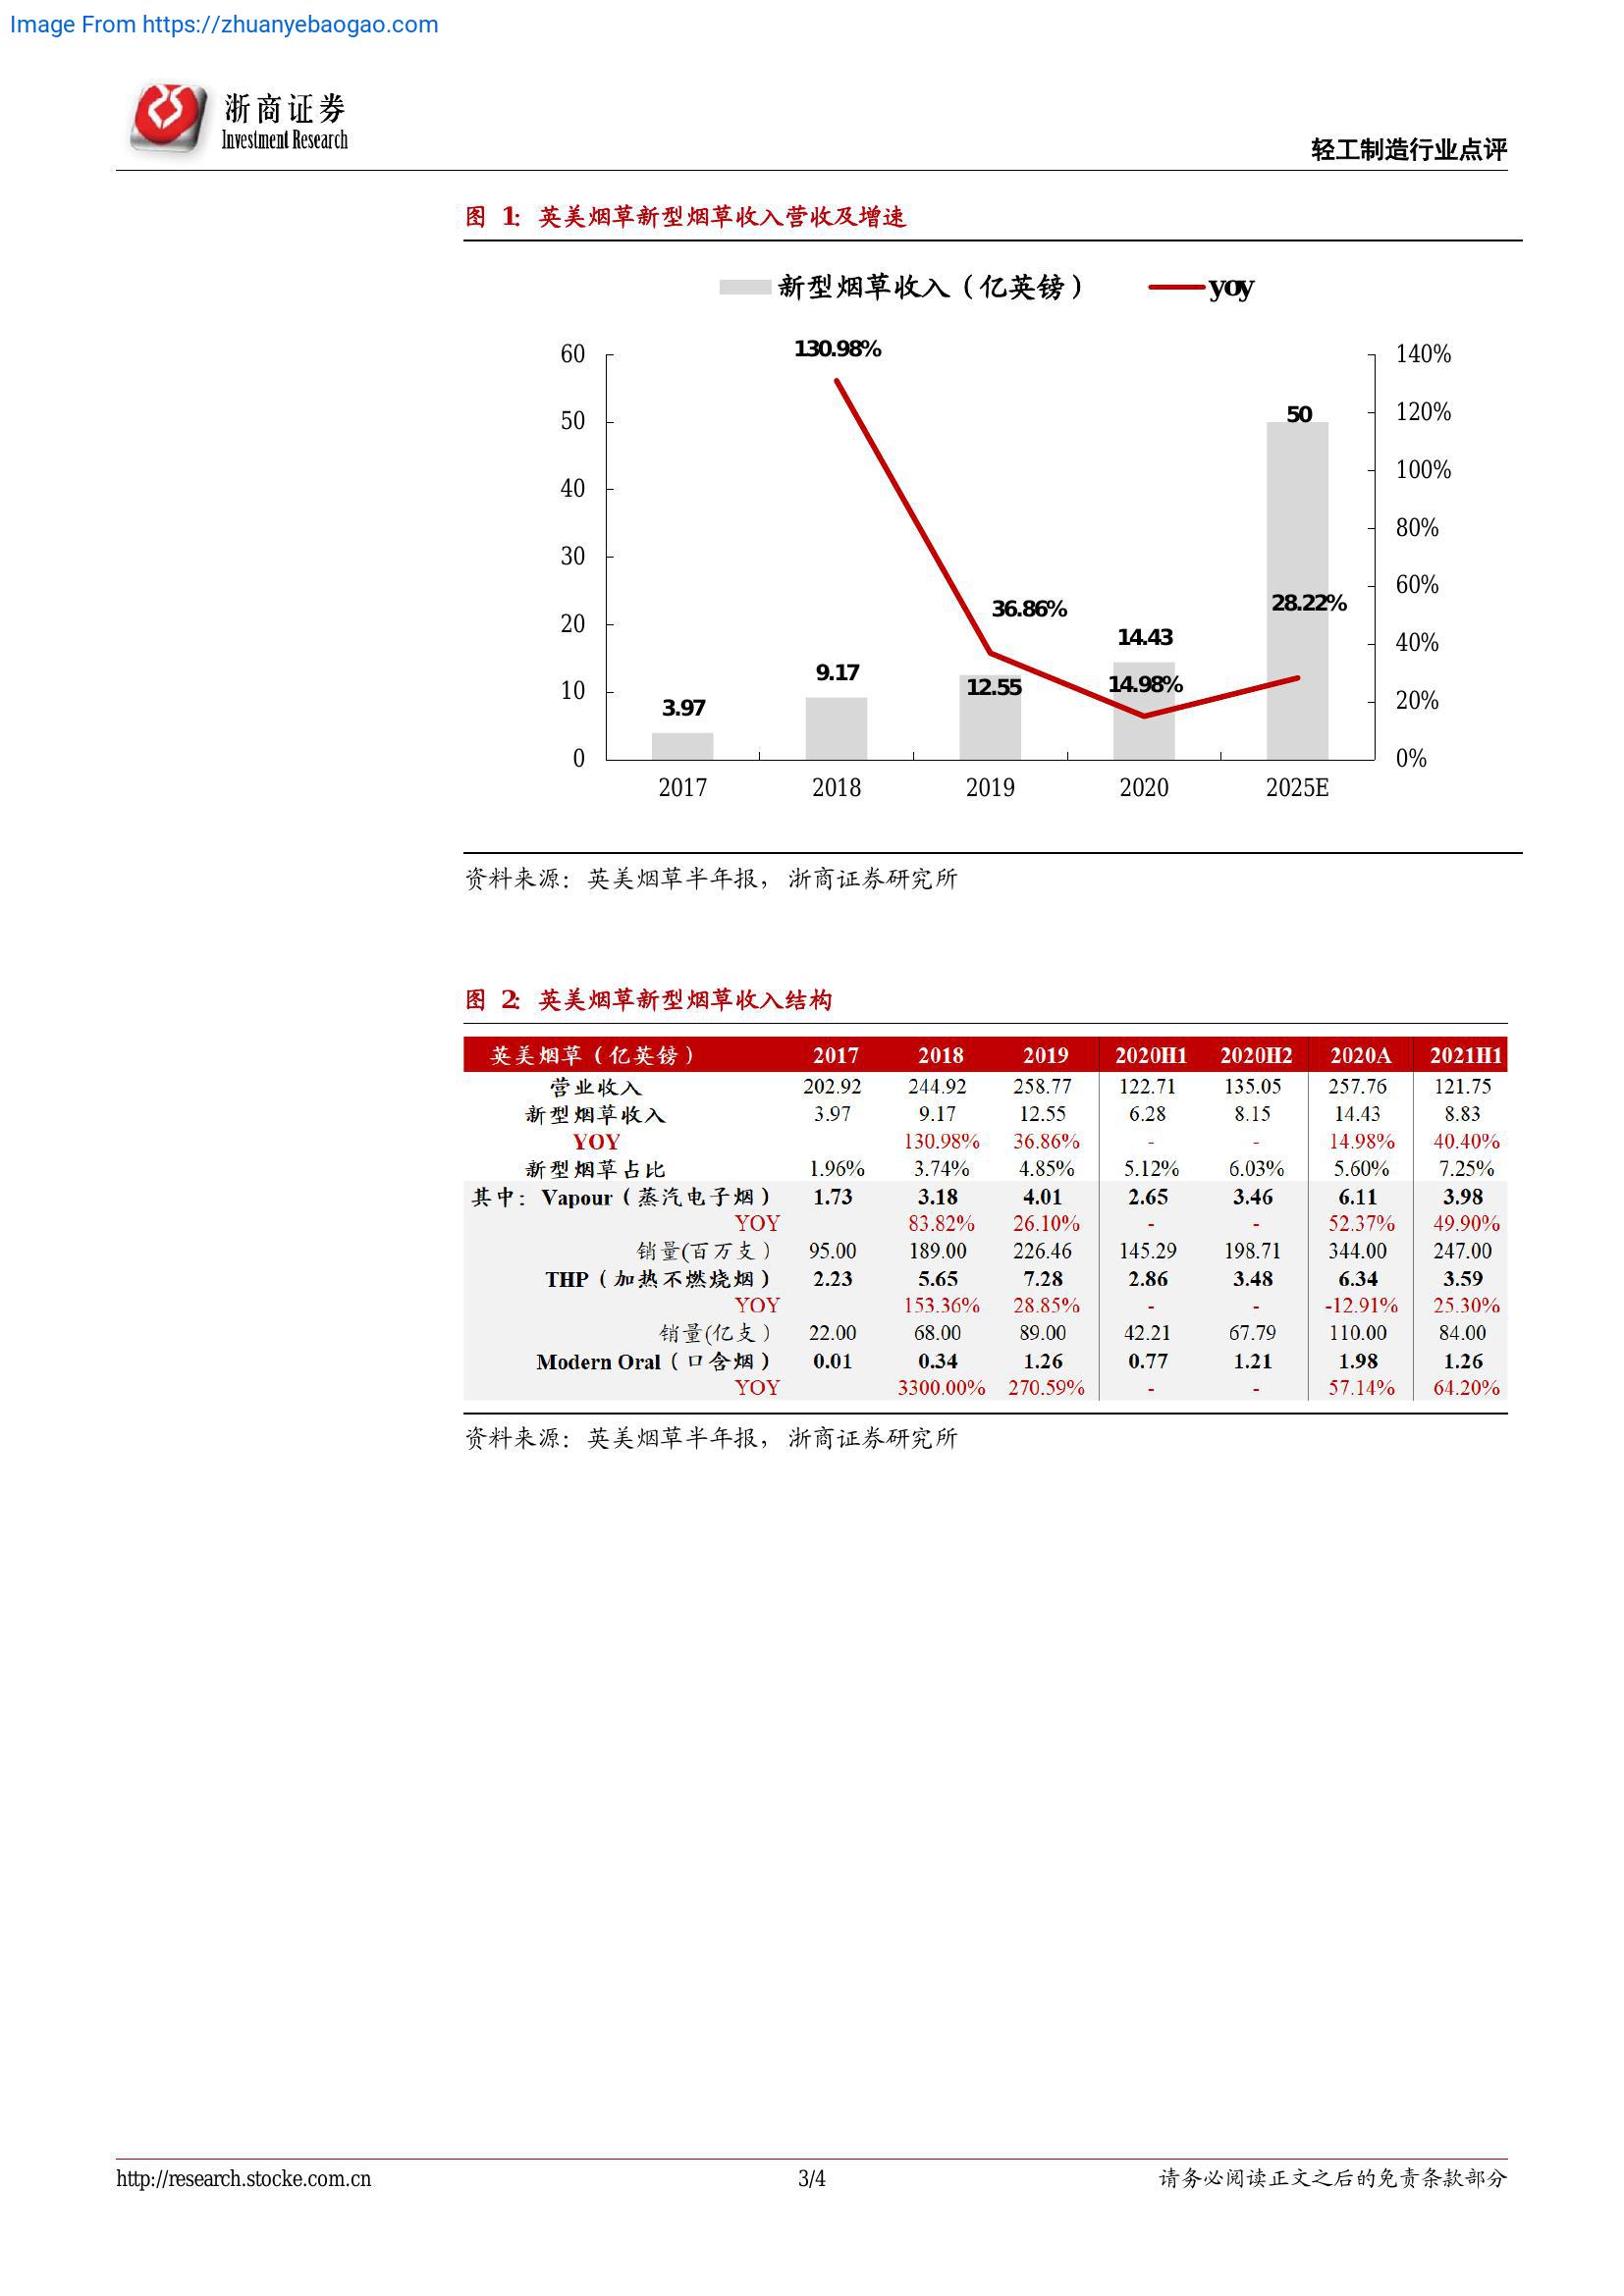 Image From https://zhuanyebaogao.com
浙商证券
Investment Research
轻工制造行业点评
图 1: 英美烟草新型烟草收入营收及增速
新型烟草收入（亿英镑） yoy
60 130.98% 140%
50 50 120%
100%
40 80%
30 60%
36.86% 28.22%
20 14.43 40%
9.17 12.55 14.98%
10 3.97 20%
0 0%
2017 2018 2019 2020 2025E
资料来源：英美烟草半年报， 浙商证券研究所
图 2: 英美烟草新型烟草收入结构
英美烟草（亿英镑） 2017 2018 2019 2020H1 2020H2 2020A 2021H1
营业收入 202.92 244.92 258.77 122.71 135.05 257.76 121.75
新型烟草收入 3.97 9.17 12.55 6.28 8.15 14.43 8.83
YOY 130.98% 36.86% - - 14.98% 40.40%
新型烟草占比 1.96% 3.74% 4.85% 5.12% 6.03% 5.60% 7.25%
其中：Vapour（蒸汽电子烟） 1.73 3.18 4.01 2.65 3.46 6.11 3.98
YOY 83.82% 26.10% - - 52.37% 49.90%
销量(百万支） 95.00 189.00 226.46 145.29 198.71 344.00 247.00
THP（加热不燃烧烟） 2.23 5.65 7.28 2.86 3.48 6.34 3.59
YOY 153.36% 28.85% - - -12.91% 25.30%
销量(亿支） 22.00 68.00 89.00 42.21 67.79 110.00 84.00
Modern Oral（口含烟） 0.01 0.34 1.26 0.77 1.21 1.98 1.26
YOY 3300.00% 270.59% - - 57.14% 64.20%
资料来源：英美烟草半年报， 浙商证券研究所
http://research.stocke.com.cn 3/4 请务必阅读正文之后的免责条款部分